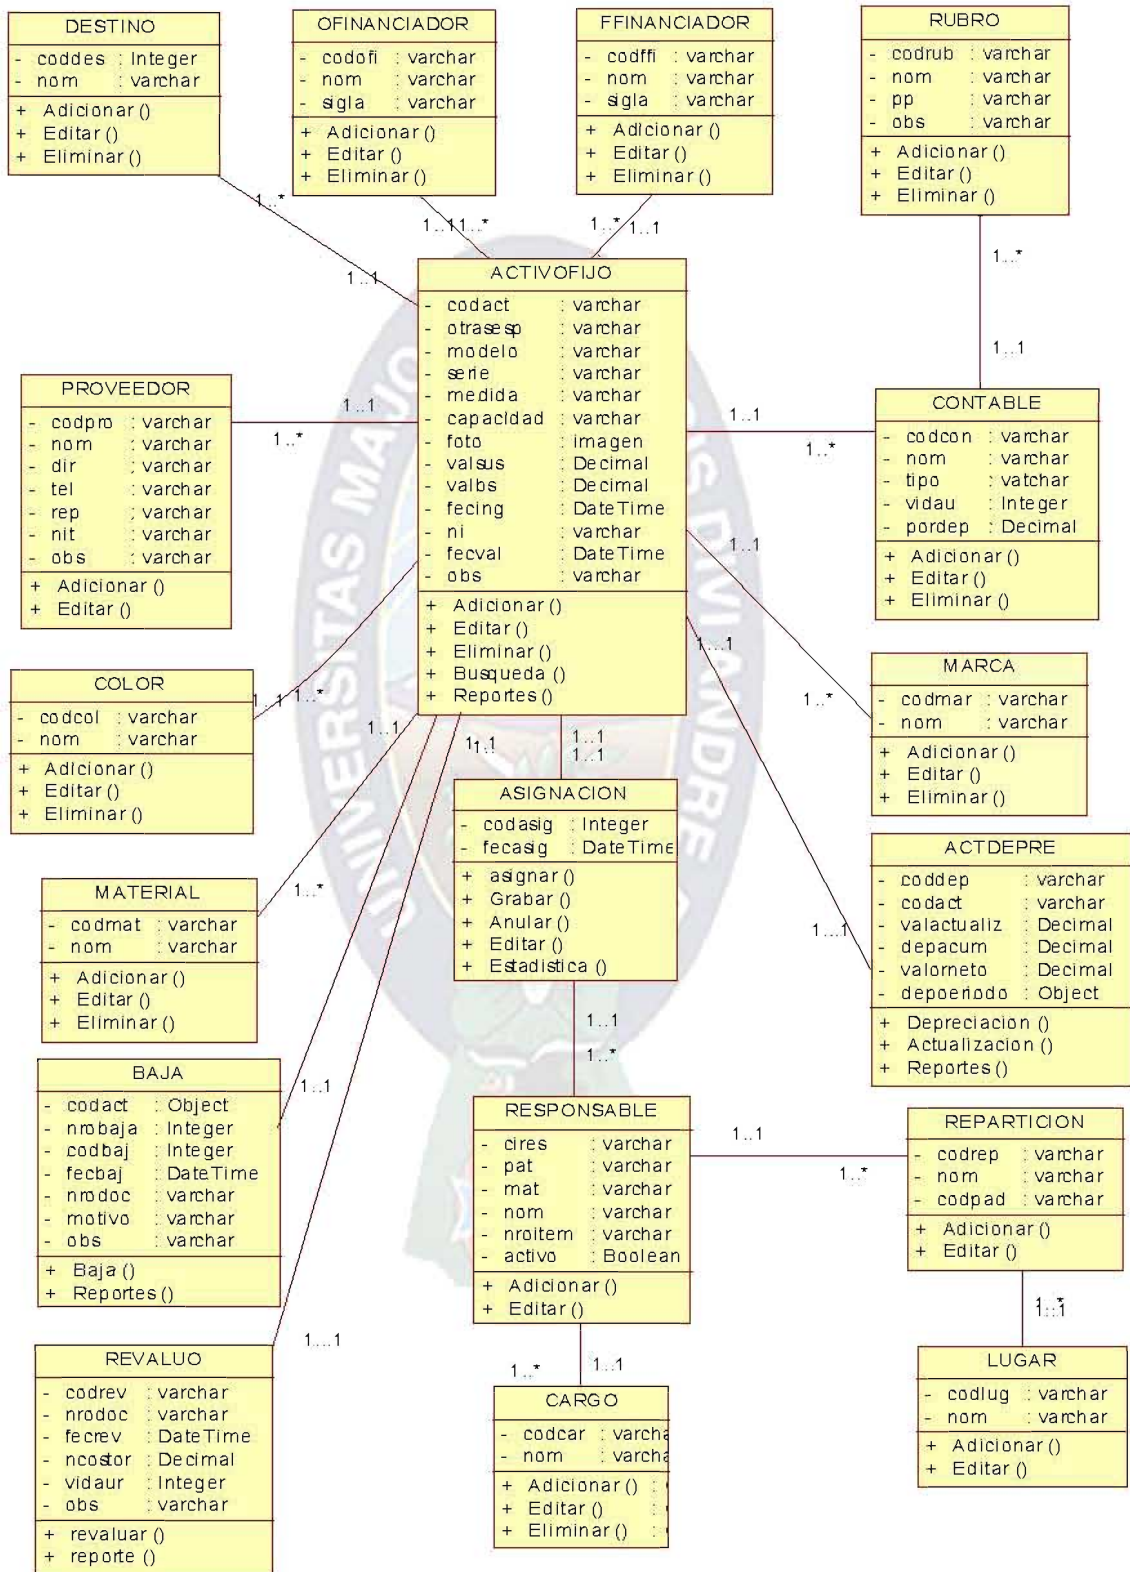 DESTINO
- coddes : Integer
- nom : varchar
+ Adicionar ()
+ Editar ()
+ Eliminar ()
OFINANCIADOR
- codofi : varchar
- nom : varchar
- sigla : varchar
+ Adicionar ()
+ Editar ()
+ Eliminar ()
FFINANCIADOR
- codffi : varchar
- nom : varchar
- sigla : varchar
+ Adicionar ()
+ Editar ()
+ Eliminar ()
RUBRO
- codrub : varchar
- nom : varchar
- pp : varchar
- obs : varchar
+ Adicionar ()
+ Editar ()
+ Eliminar ()
1..*
1..1
1..1
1..*
1..*
1..1
1...*
1...1
ACTIVOFIJO
- codact : varchar
- otrasesp : varchar
- modelo : varchar
- serie : varchar
- medida : varchar
- capacidad : varchar
- foto : imagen
- valsus : Decimal
- valbs : Decimal
- fecing : DateTime
- ni : varchar
- fecval : DateTime
- obs : varchar
+ Adicionar ()
+ Editar ()
+ Eliminar ()
+ Busqueda ()
+ Reportes ()
PROVEEDOR
- codpro : varchar
- nom : varchar
- dir : varchar
- tel : varchar
- rep : varchar
- nit : varchar
- obs : varchar
+ Adicionar ()
+ Editar ()
1..1
1..*
1..1
1..*
CONTABLE
- codcon : varchar
- nom : varchar
- tipo : vatchar
- vidau : Integer
- pordep : Decimal
+ Adicionar ()
+ Editar ()
+ Eliminar ()
1..1
1..*
1....1
1....1
COLOR
- codcol : varchar
- nom : varchar
+ Adicionar ()
+ Editar ()
+ Eliminar ()
1..1
1..*
1..1
1..*
MARCA
- codmar : varchar
- nom : varchar
+ Adicionar ()
+ Editar ()
+ Eliminar ()
1..1
1..1
ASIGNACION
- codasig : Integer
- fecasig : DateTime
+ asignar ()
+ Grabar ()
+ Anular ()
+ Editar ()
+ Estadistica ()
ACTDEPRE
- coddep : varchar
- codact : varchar
- valactualiz : Decimal
- depacum : Decimal
- valorneto : Decimal
- depoeriodo : Object
+ Depreciacion ()
+ Actualizacion ()
+ Reportes ()
MATERIAL
- codmat : varchar
- nom : varchar
+ Adicionar ()
+ Editar ()
+ Eliminar ()
1..1
1..*
BAJA
- codact : Object
- nrobaja : Integer
- codbaj : Integer
- fecbaj : DateTime
- nrodoc : varchar
- motivo : varchar
- obs : varchar
+ Baja ()
+ Reportes ()
1..1
RESPONSABLE
- cires : varchar
- pat : varchar
- mat : varchar
- nom : varchar
- nroitem : varchar
- activo : Boolean
+ Adicionar ()
+ Editar ()
1..1
1..*
REPARTICION
- codrep : varchar
- nom : varchar
- codpad : varchar
+ Adicionar ()
+ Editar ()
1....1
REVALUO
- codrev : varchar
- nrodoc : varchar
- fecrev : DateTime
- ncostor : Decimal
- vidaur : Integer
- obs : varchar
+ revaluar ()
+ reporte ()
1..*
1..1
CARGO
- codcar : varcha
- nom : varcha
+ Adicionar () :
+ Editar () :
+ Eliminar () :
LUGAR
- codlug : varchar
- nom : varchar
+ Adicionar ()
+ Editar ()